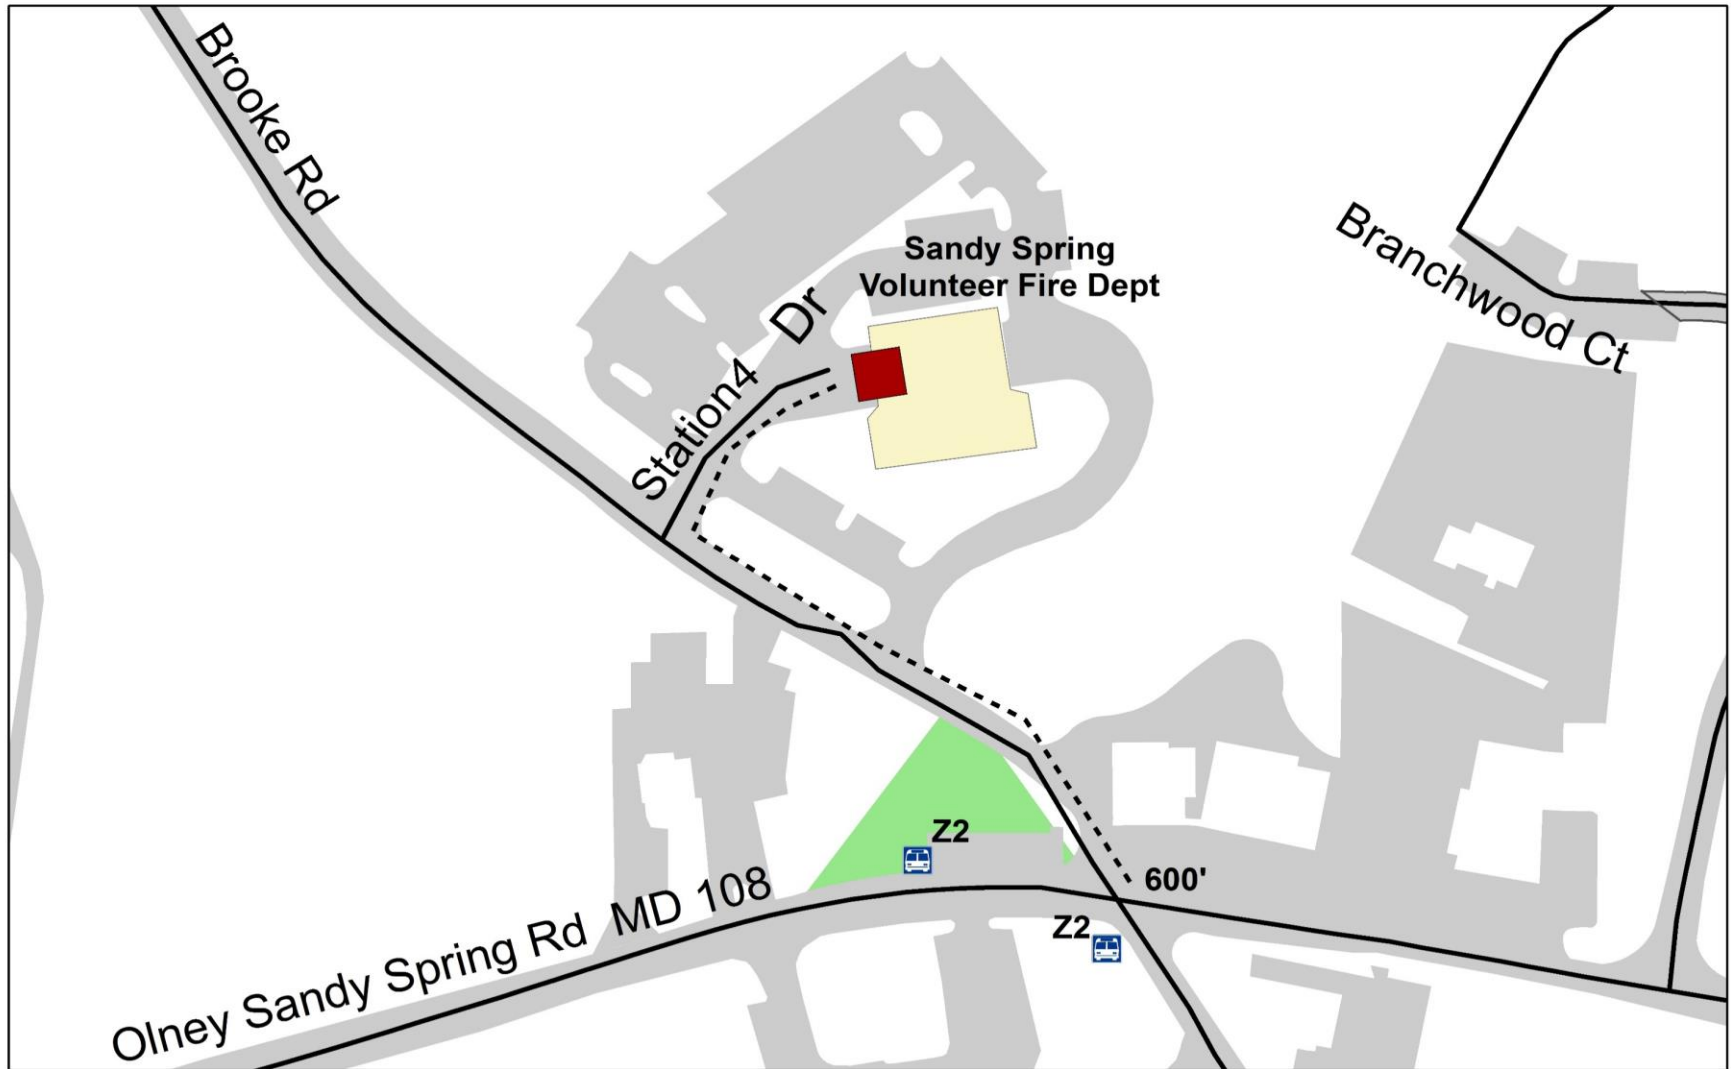 Brooke Rd
Sandy Spring
Volunteer Fire Dept
Branchwood Ct
Station4 Dr
Z2
600'
Z2
Olney Sandy Spring Rd MD 108